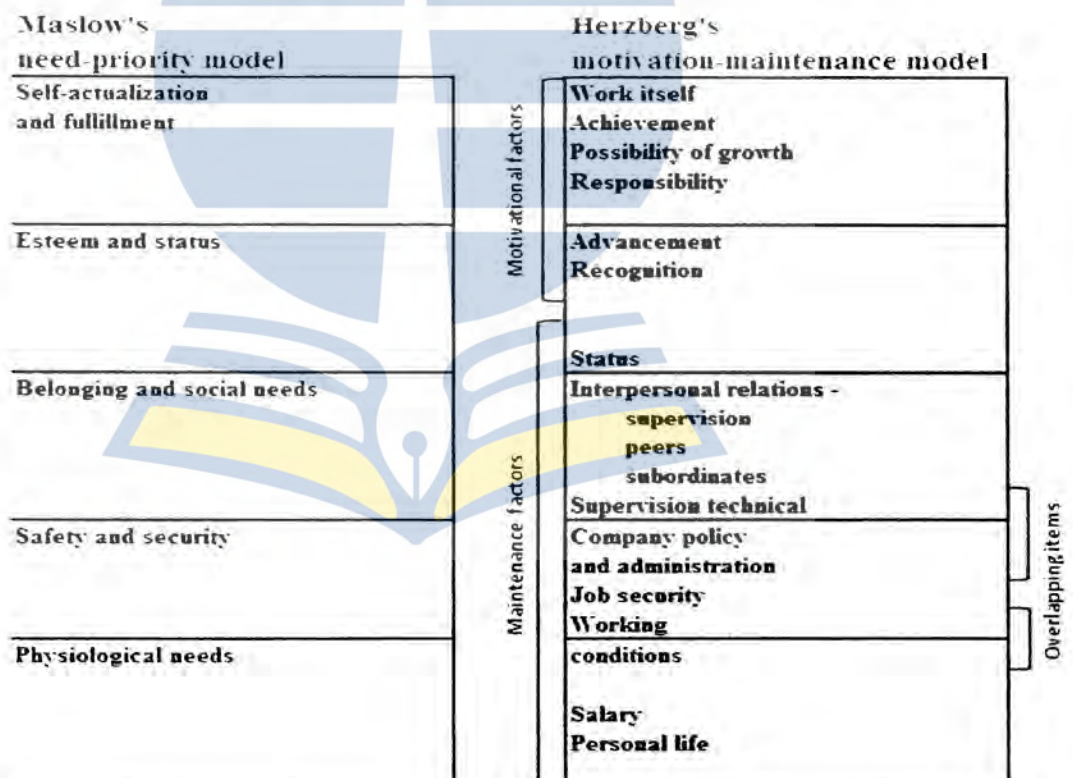 Maslow's
need-priority model
Self-actualization
and fullillment
Esteem and status
Belonging and social needs
Safety and security
Physiological needs
Motivational factors
Maintenance factors
Herzberg's
motivation-maintenance model
Work itself
Achievement
Possibility of growth
Responsibility
Advancement
Recognition
Status
Interpersonal relations -
supervision
peers
subordinates
Supervision technical
Company policy
and administration
Job security
Working
conditions
Salary
Personal life
Overlapping items